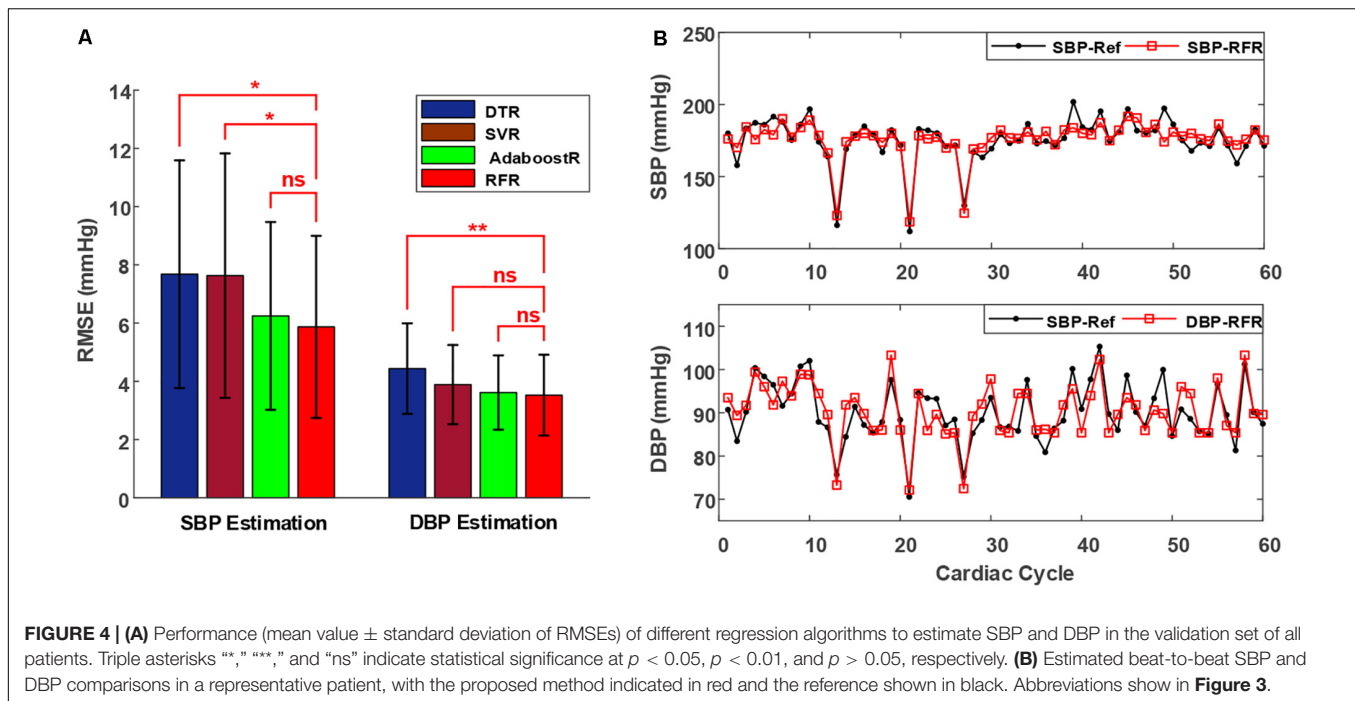 A
B
14
12
10
8
6
4
2
0
RMSE (mmHg)
DTR
SVR
AdaboostR
RFR
*
*
ns
**
ns
ns
SBP Estimation
DBP Estimation
SBP-Ref SBP-RFR
250
200
150
100
SBP (mmHg)
0 10 20 30 40 50 60
SBP-Ref DBP-RFR
110
100
90
80
70
DBP (mmHg)
0 10 20 30 40 50 60
Cardiac Cycle
FIGURE 4 | (A) Performance (mean value ± standard deviation of RMSEs) of different regression algorithms to estimate SBP and DBP in the validation set of all
patients. Triple asterisks “*,” “**,” and “ns” indicate statistical significance at p < 0.05, p < 0.01, and p > 0.05, respectively. (B) Estimated beat-to-beat SBP and
DBP comparisons in a representative patient, with the proposed method indicated in red and the reference shown in black. Abbreviations show in Figure 3.